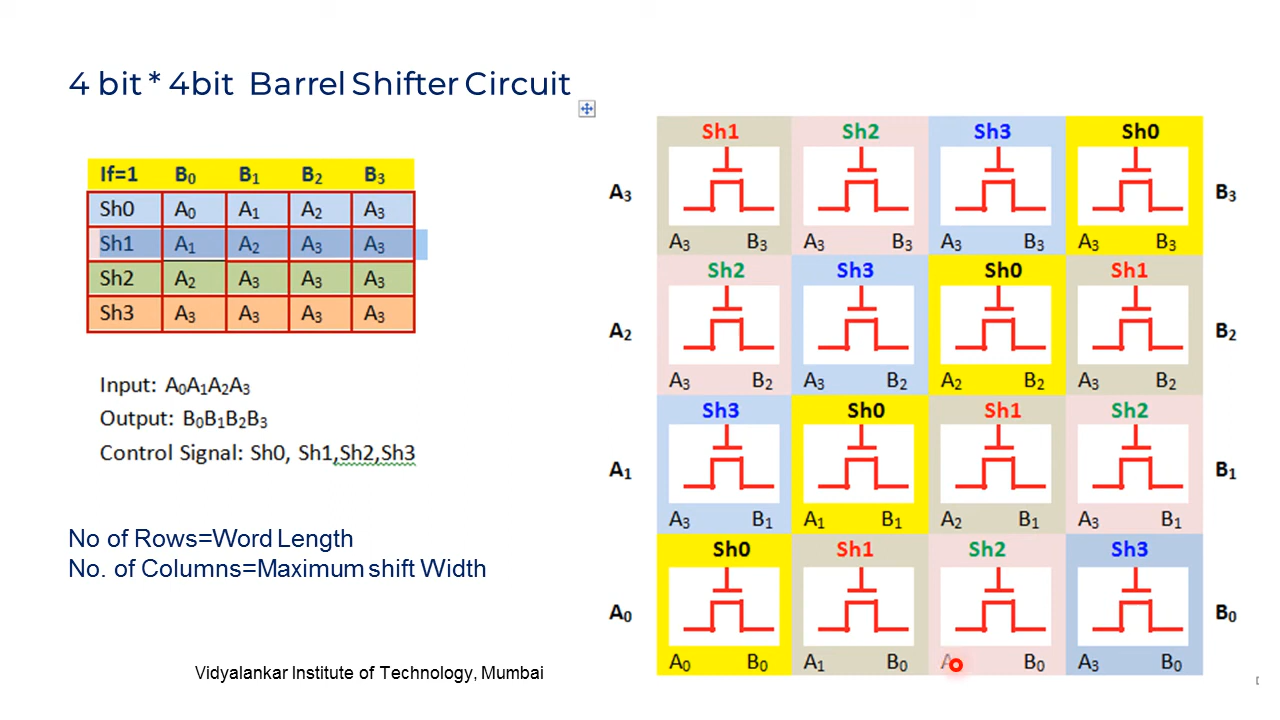 4 bit * 4bit Barrel Shifter Circuit
If=1 B₀ B₁ B₂ B₃
Sh0 A₀ A₁ A₂ A₃
Sh1 A₁ A₂ A₃ A₃
Sh2 A₂ A₃ A₃ A₃
Sh3 A₃ A₃ A₃ A₃
Input: A₀A₁A₂A₃
Output: B₀B₁B₂B₃
Control Signal: Sh0, Sh1,Sh2,Sh3
No of Rows=Word Length
No. of Columns=Maximum shift Width
Vidyalankar Institute of Technology, Mumbai
Sh1 Sh2 Sh3 Sh0
A₃ B₃
A₃ B₃ A₃ B₃ A₃ B₃ A₃ B₃
Sh2 Sh3 Sh0 Sh1
A₂ B₂
A₃ B₂ A₃ B₂ A₂ B₂ A₃ B₂
Sh3 Sh0 Sh1 Sh2
A₁ B₁
A₃ B₁ A₁ B₁ A₂ B₁ A₃ B₁
Sh0 Sh1 Sh2 Sh3
A₀ B₀
A₀ B₀ A₁ B₀ B₀ A₃ B₀